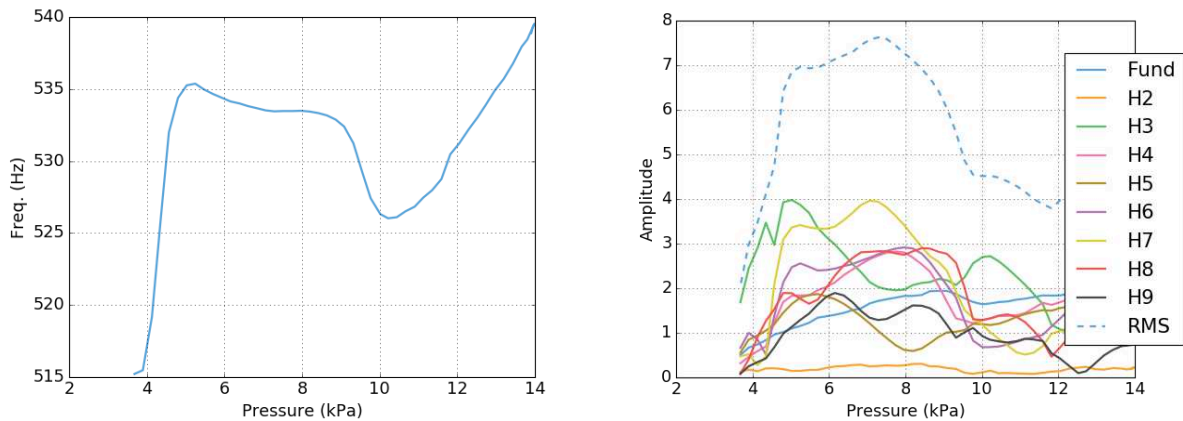 540
535
530
525
520
515
Freq. (Hz)
2 4 6 8 10 12 14
Pressure (kPa)
8
7
6
5
4
3
2
1
0
Amplitude
2 4 6 8 10 12 14
Pressure (kPa)
Fund
H2
H3
H4
H5
H6
H7
H8
H9
RMS